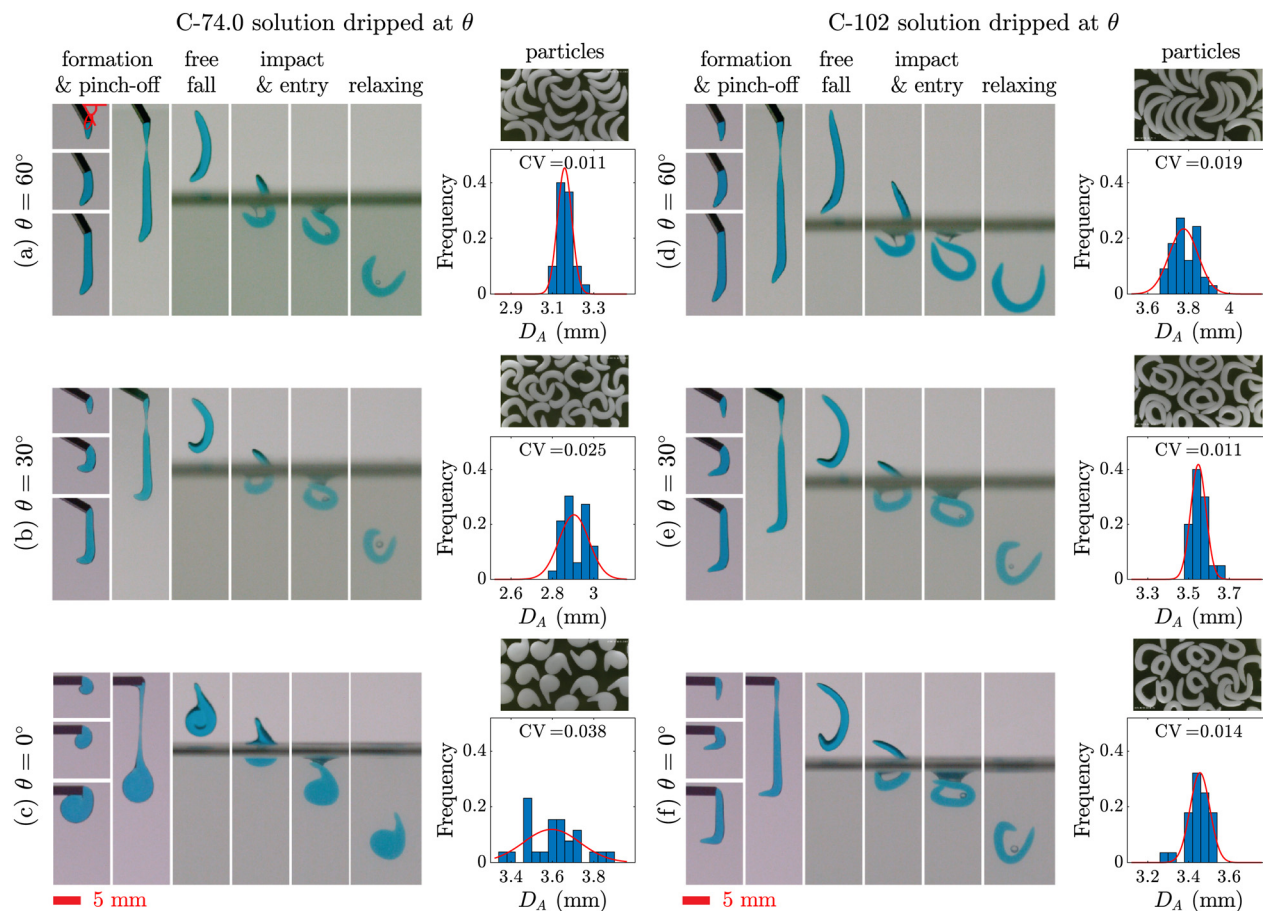 C-74.0 solution dripped at θ
formation & pinch-off
free fall
impact & entry
relaxing
particles
(a) θ = 60°
CV =0.011
Frequency
0.4
0.2
0
2.9 3.1 3.3
D_A (mm)
(b) θ = 30°
CV =0.025
Frequency
0.4
0.2
0
2.6 2.8 3
D_A (mm)
(c) θ = 0°
CV =0.038
Frequency
0.4
0.2
0
3.4 3.6 3.8
D_A (mm)
5 mm
C-102 solution dripped at θ
formation & pinch-off
free fall
impact & entry
relaxing
particles
(d) θ = 60°
CV =0.019
Frequency
0.4
0.2
0
3.6 3.8 4
D_A (mm)
(e) θ = 30°
CV =0.011
Frequency
0.4
0.2
0
3.3 3.5 3.7
D_A (mm)
(f) θ = 0°
CV =0.014
Frequency
0.4
0.2
0
3.2 3.4 3.6
D_A (mm)
5 mm